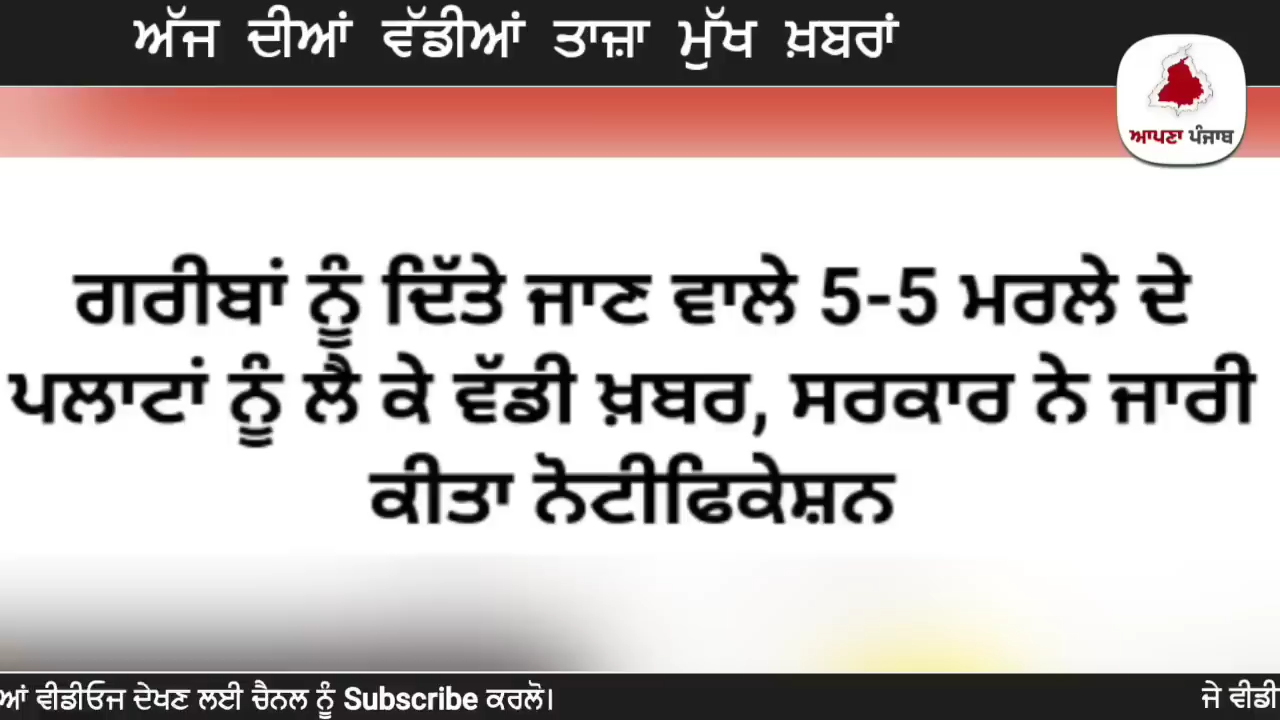 ਅੱਜ ਦੀਆਂ ਵੱਡੀਆਂ ਤਾਜ਼ਾ ਮੁੱਖ ਖ਼ਬਰਾਂ
ਆਪਣਾ ਪੰਜਾਬ
ਗਰੀਬਾਂ ਨੂੰ ਦਿੱਤੇ ਜਾਣ ਵਾਲੇ 5-5 ਮਰਲੇ ਦੇ
ਪਲਾਟਾਂ ਨੂੰ ਲੈ ਕੇ ਵੱਡੀ ਖ਼ਬਰ, ਸਰਕਾਰ ਨੇ ਜਾਰੀ
ਕੀਤਾ ਨੋਟੀਫਿਕੇਸ਼ਨ
ਆਂ ਵੀਡੀਓਜ ਦੇਖਣ ਲਈ ਚੈਨਲ ਨੂੰ Subscribe ਕਰਲੋ। ਜੇ ਵੀਡੀ